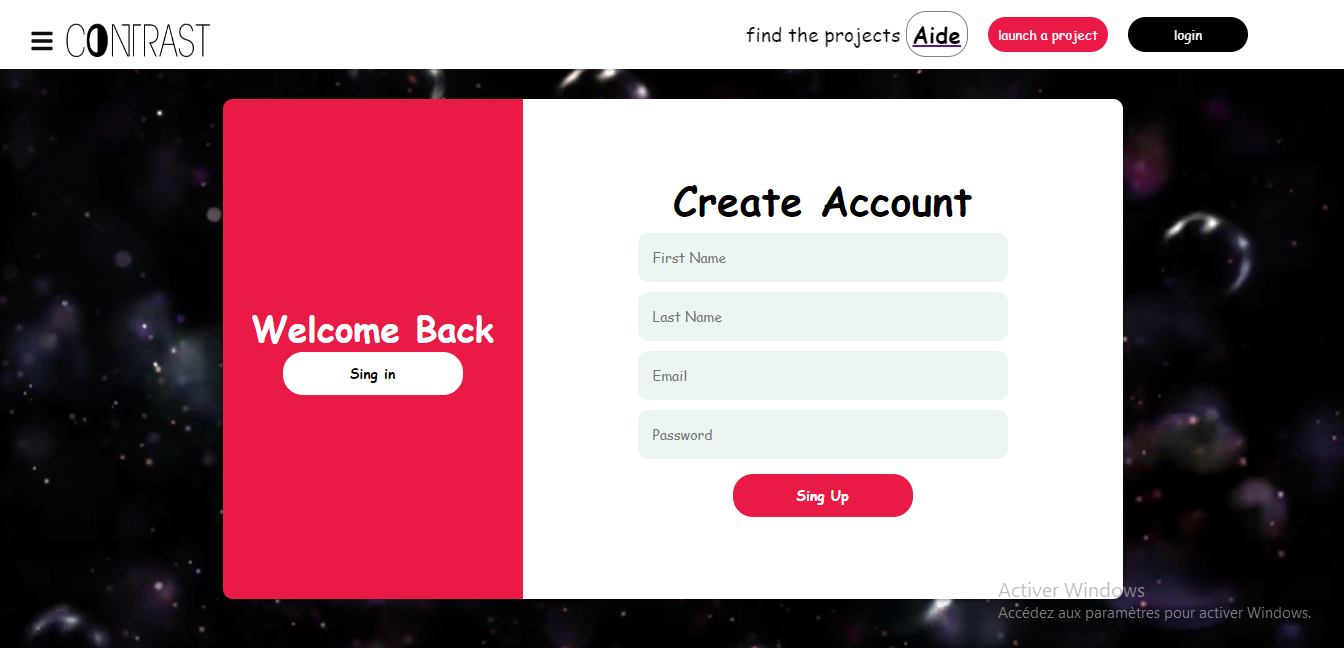 CONTRAST
find the projects Aide launch a project login
Create Account
First Name
Last Name
Email
Password
Sing Up
Welcome Back
Sing in
Activer Windows
Accédez aux paramètres pour activer Windows.